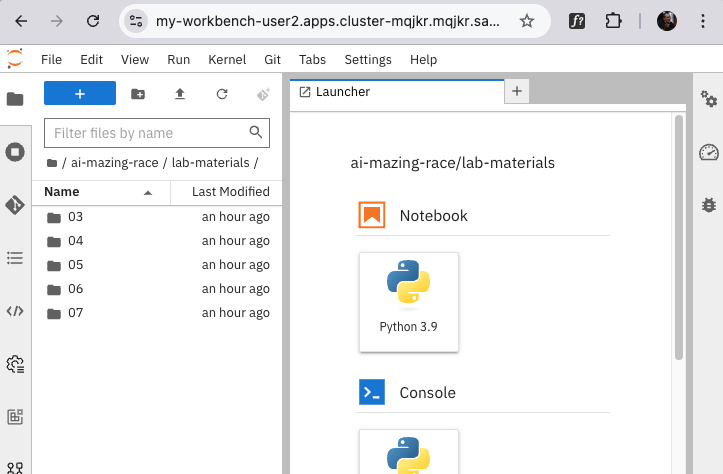 my-workbench-user2.apps.cluster-mqjkr.mqjkr.sa...
File Edit View Run Kernel Git Tabs Settings Help
Launcher
Filter files by name
/ ai-mazing-race / lab-materials /
Name Last Modified
03 an hour ago
04 an hour ago
05 an hour ago
06 an hour ago
07 an hour ago
ai-mazing-race/lab-materials
Notebook
Python 3.9
Console